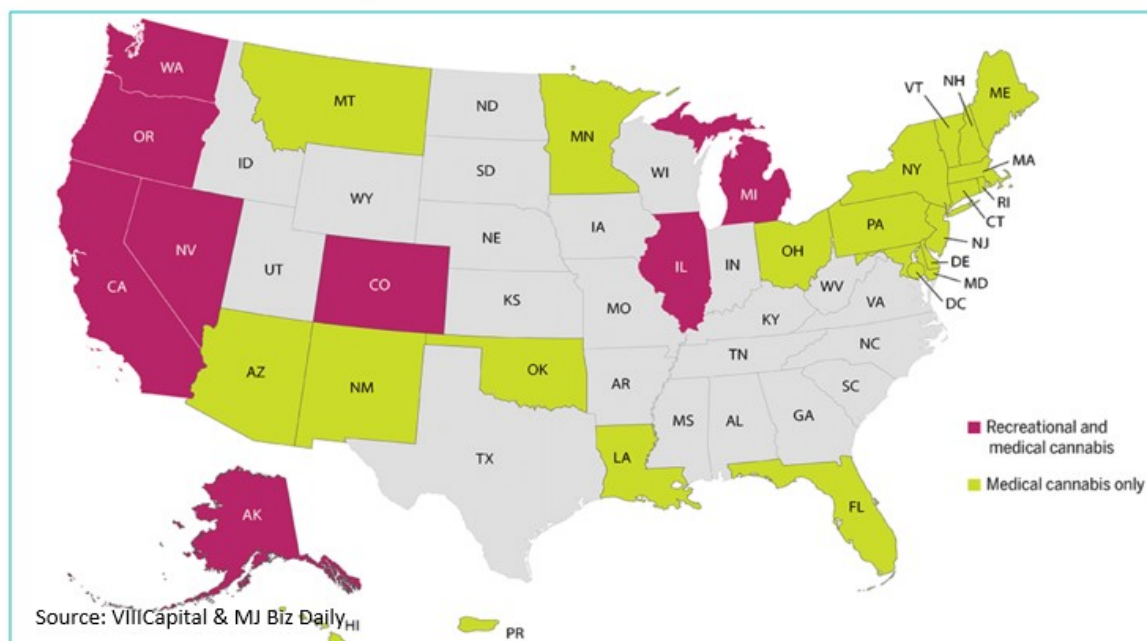 WA
MT
ND
MN
VT
NH
ME
OR
ID
SD
WI
MI
NY
MA
RI
CT
WY
IA
PA
NJ
NE
OH
DE
MD
DC
NV
UT
CO
IL
IN
WV
VA
CA
KS
MO
KY
NC
TN
AZ
NM
OK
AR
SC
MS
AL
GA
Recreational and
medical cannabis
TX
LA
Medical cannabis only
FL
AK
Source: VIIICapital & MJ Biz Daily
HI
PR